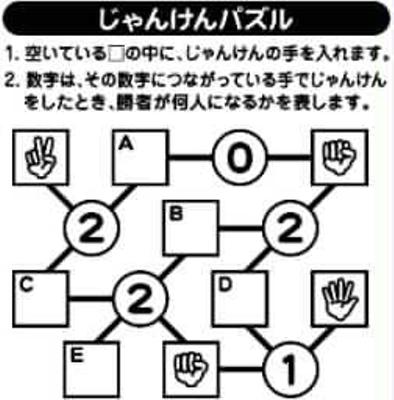 じゃんけんパズル
1. 空いている□の中に、じゃんけんの手を入れます。
2. 数字は、その数字につながっている手でじゃんけん
をしたとき、勝者が何人になるかを表します。
A
0
2
B
2
C
2
D
E
1